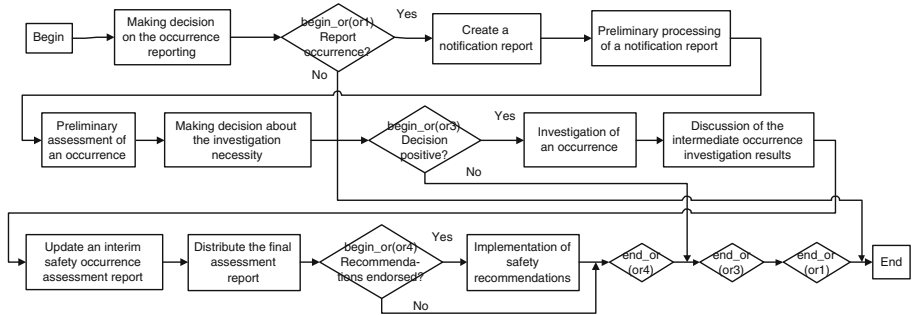 Begin
Making decision
on the occurrence
reporting
begin_or(or1)
Report
occurrence?
Yes
No
Create a
notification report
Preliminary processing
of a notification report
Preliminary
assessment of
an occurrence
Making decision about
the investigation
necessity
begin_or(or3)
Decision
positive?
Yes
No
Investigation of
an occurrence
Discussion of the
intermediate occurrence
investigation results
Update an interim
safety occurrence
assessment report
Distribute the final
assessment
report
begin_or(or4)
Recommenda-
tions endorsed?
Yes
No
Implementation of
safety
recommendations
end_or
(or4)
end_or
(or3)
end_or
(or1)
End